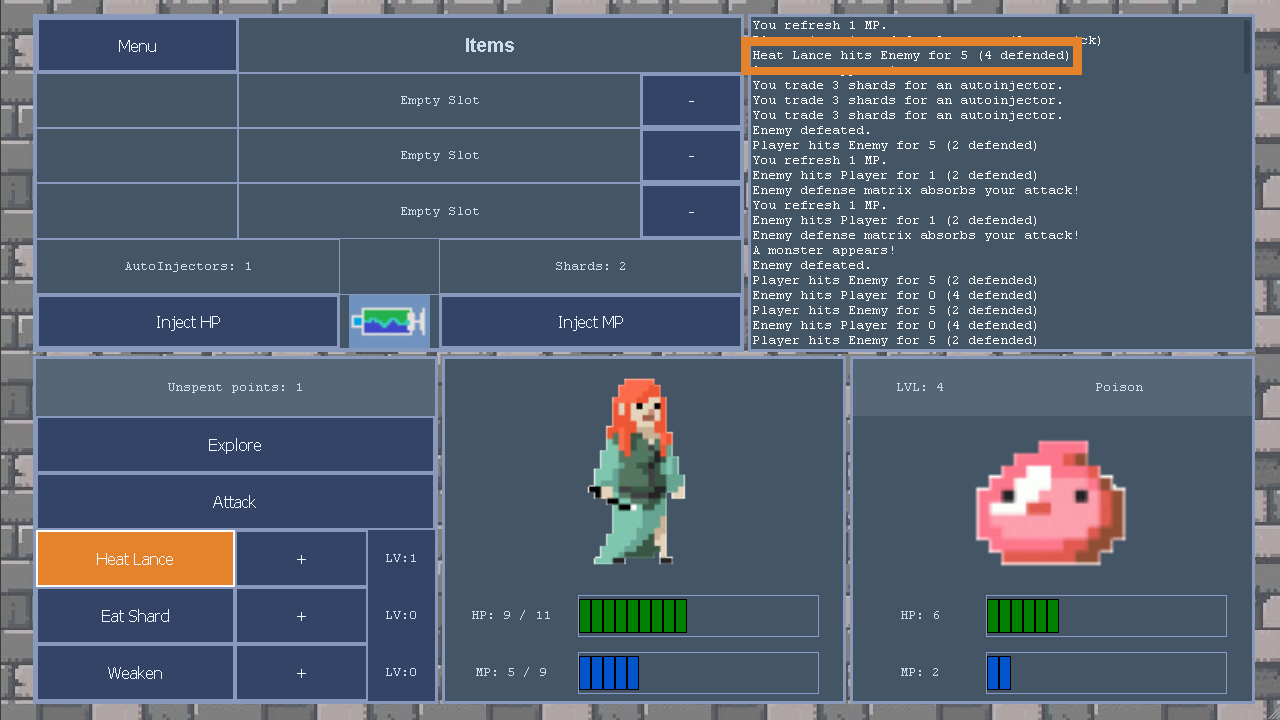 Menu
Items
Empty Slot
-
Empty Slot
-
Empty Slot
-
AutoInjectors: 1
Shards: 2
Inject HP
Inject MP
You refresh 1 MP.
Heat Lance hits Enemy for 5 (4 defended)
You trade 3 shards for an autoinjector.
You trade 3 shards for an autoinjector.
You trade 3 shards for an autoinjector.
Enemy defeated.
Player hits Enemy for 5 (2 defended)
You refresh 1 MP.
Enemy hits Player for 1 (2 defended)
Enemy defense matrix absorbs your attack!
You refresh 1 MP.
Enemy hits Player for 1 (2 defended)
Enemy defense matrix absorbs your attack!
A monster appears!
Enemy defeated.
Player hits Enemy for 5 (2 defended)
Enemy hits Player for 0 (4 defended)
Player hits Enemy for 5 (2 defended)
Enemy hits Player for 0 (4 defended)
Player hits Enemy for 5 (2 defended)
Unspent points: 1
Explore
Attack
Heat Lance
+
LV:1
Eat Shard
+
LV:0
Weaken
+
LV:0
HP: 9 / 11
MP: 5 / 9
LVL: 4
Poison
HP: 6
MP: 2